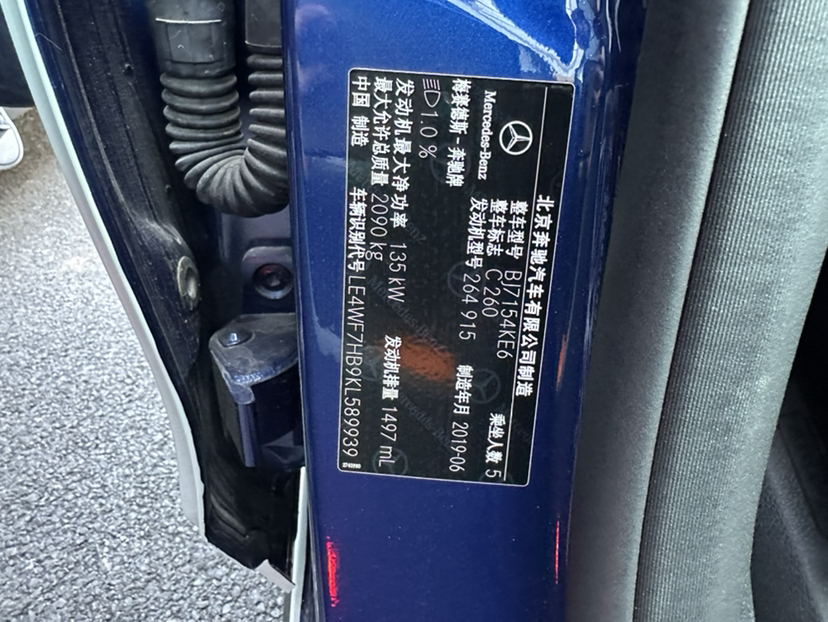 北京奔驰汽车有限公司制造
Mercedes-Benz
整车型号 BJ7154KE6
乘坐人数 5
整车标志 C 260
梅赛德斯-奔驰牌
发动机型号 264 915
制造年月 2019-06
1.0 %
发动机最大净功率 135 kW
发动机排量 1497 mL
最大允许总质量 2090 kg
中国 制造
车辆识别代号 LE4WF7HB9KL589939